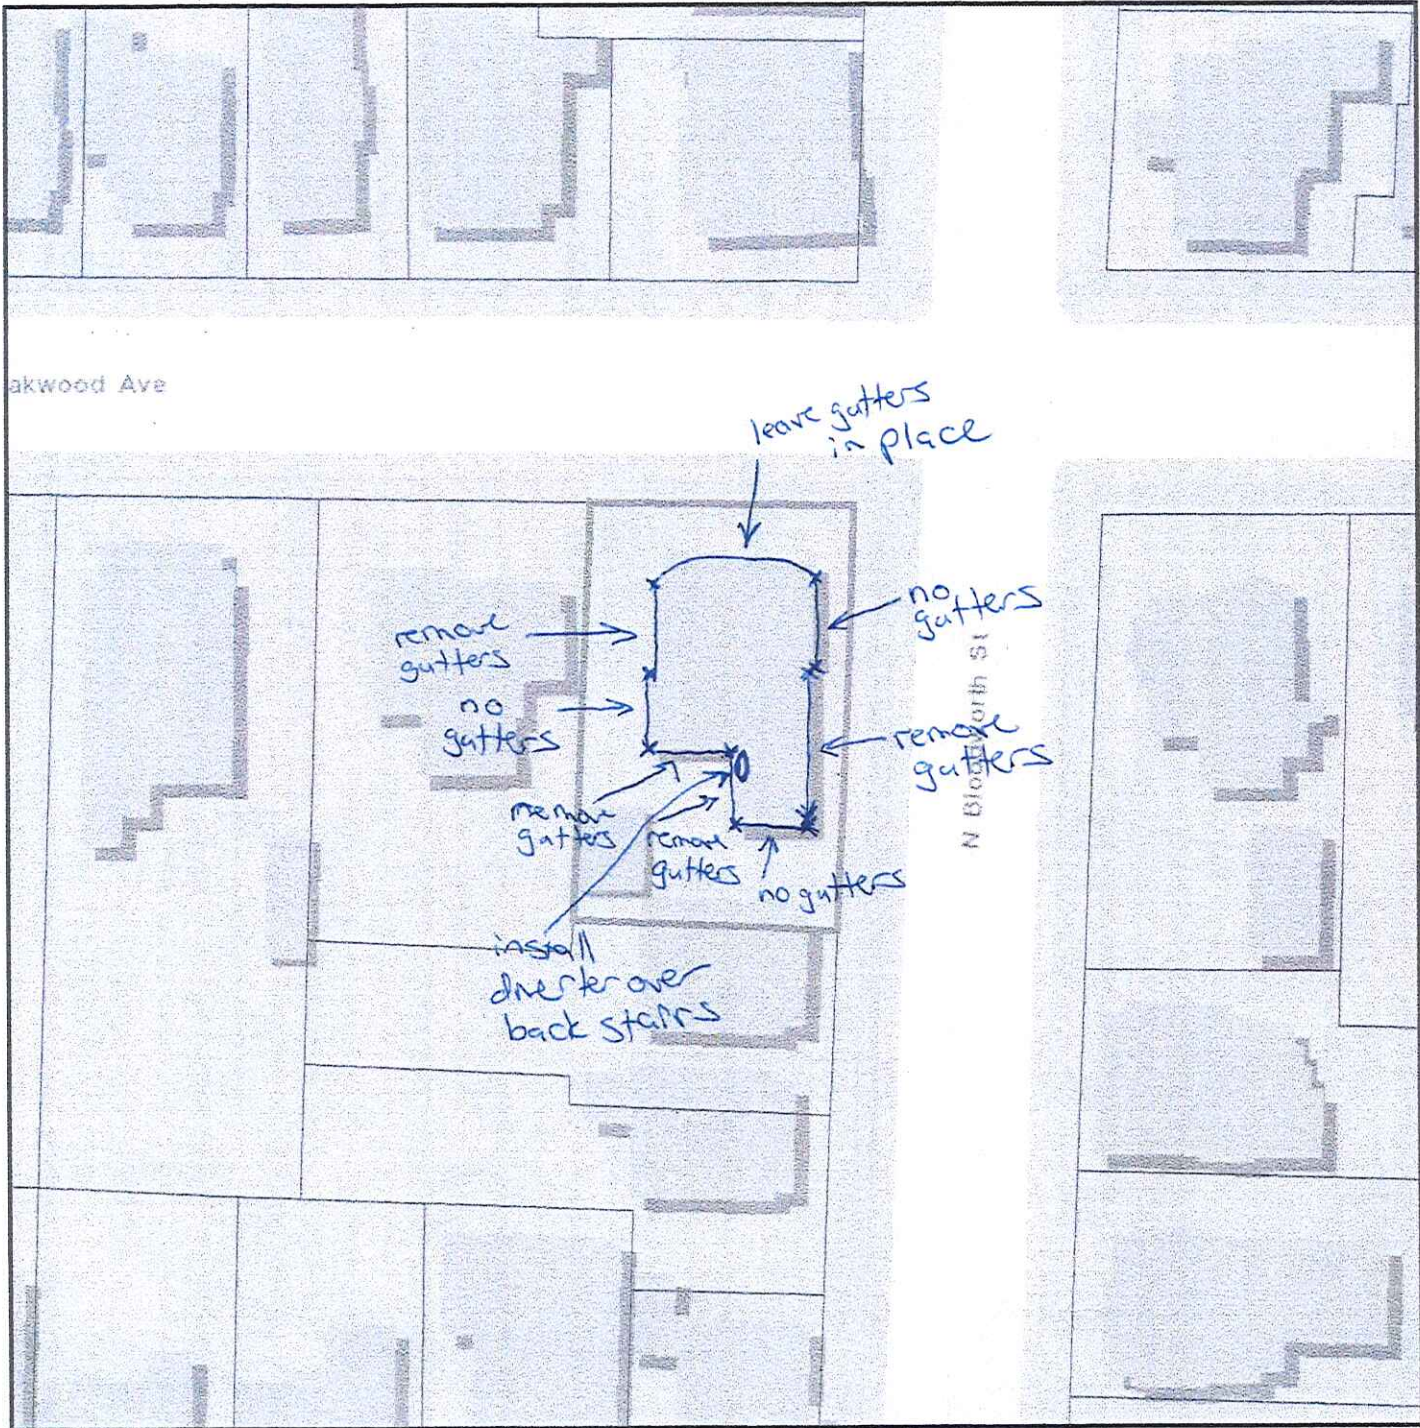 akwood Ave
leave gutters
in place
no
gutters
remove
gutters
no
gutters
remove
gutters
N Bloodworth St
remove
gutters
remove
gutters
no gutters
install
diverter over
back stairs